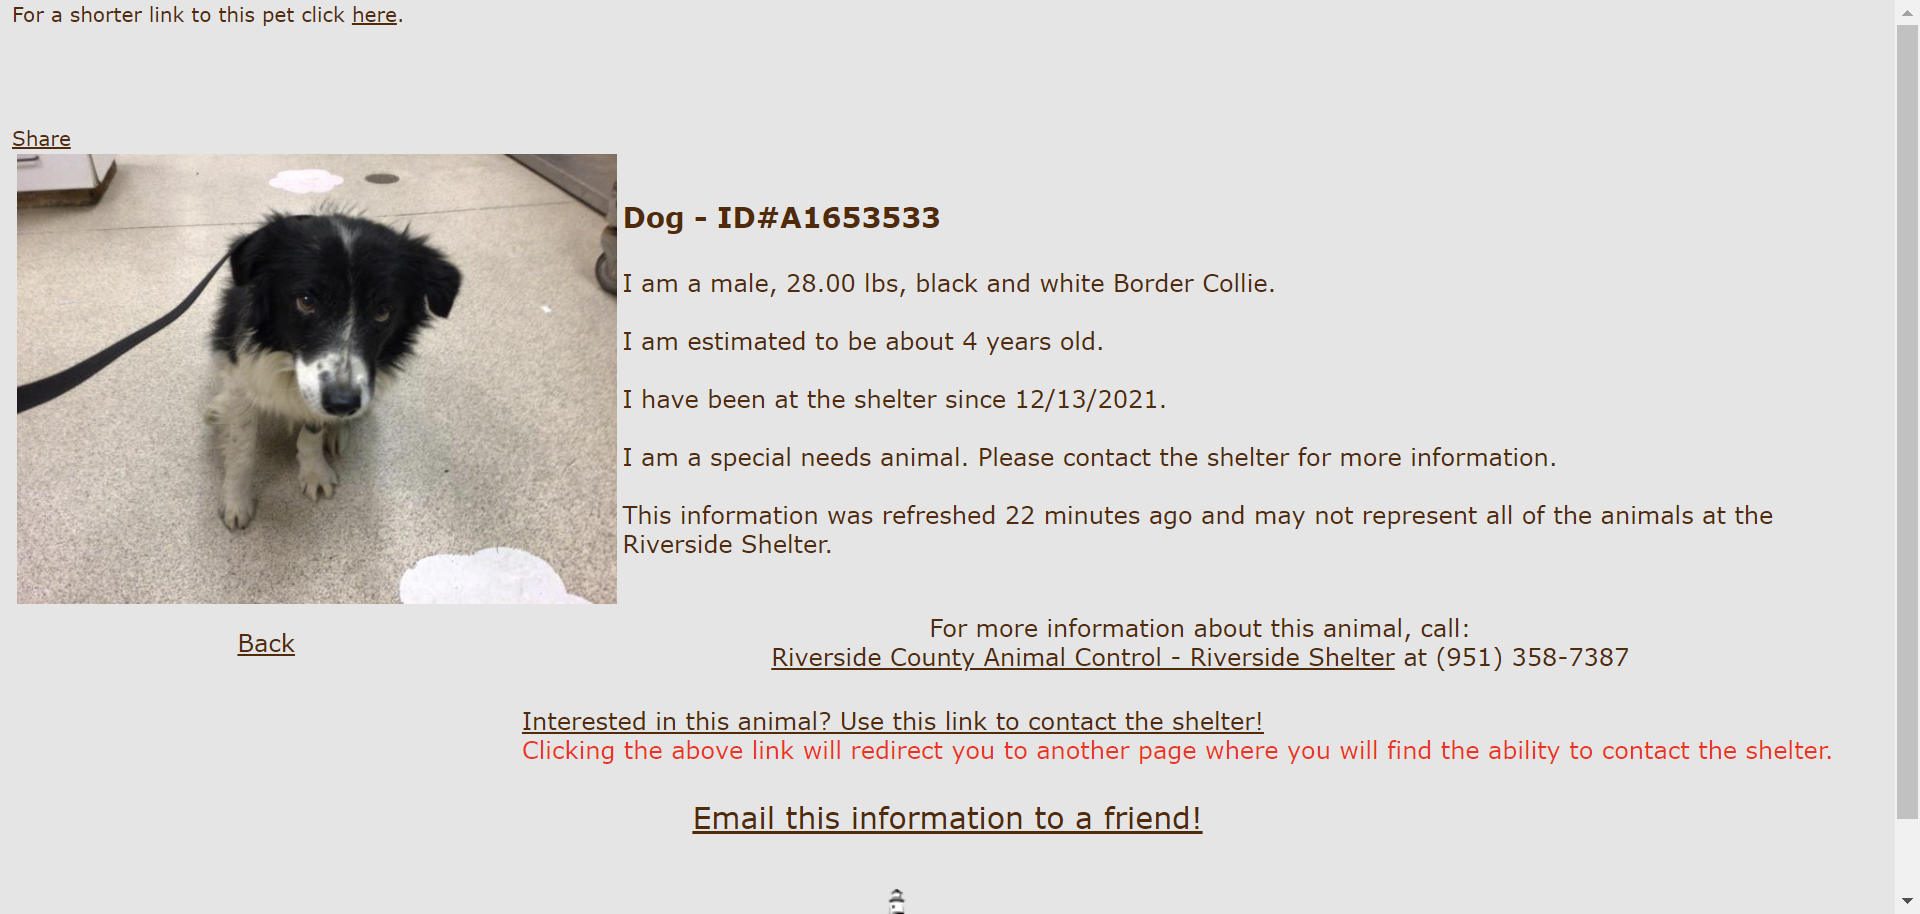 For a shorter link to this pet click here.
Share
Dog - ID#A1653533
I am a male, 28.00 lbs, black and white Border Collie.
I am estimated to be about 4 years old.
I have been at the shelter since 12/13/2021.
I am a special needs animal. Please contact the shelter for more information.
This information was refreshed 22 minutes ago and may not represent all of the animals at the
Riverside Shelter.
Back
For more information about this animal, call:
Riverside County Animal Control - Riverside Shelter at (951) 358-7387
Interested in this animal? Use this link to contact the shelter!
Clicking the above link will redirect you to another page where you will find the ability to contact the shelter.
Email this information to a friend!